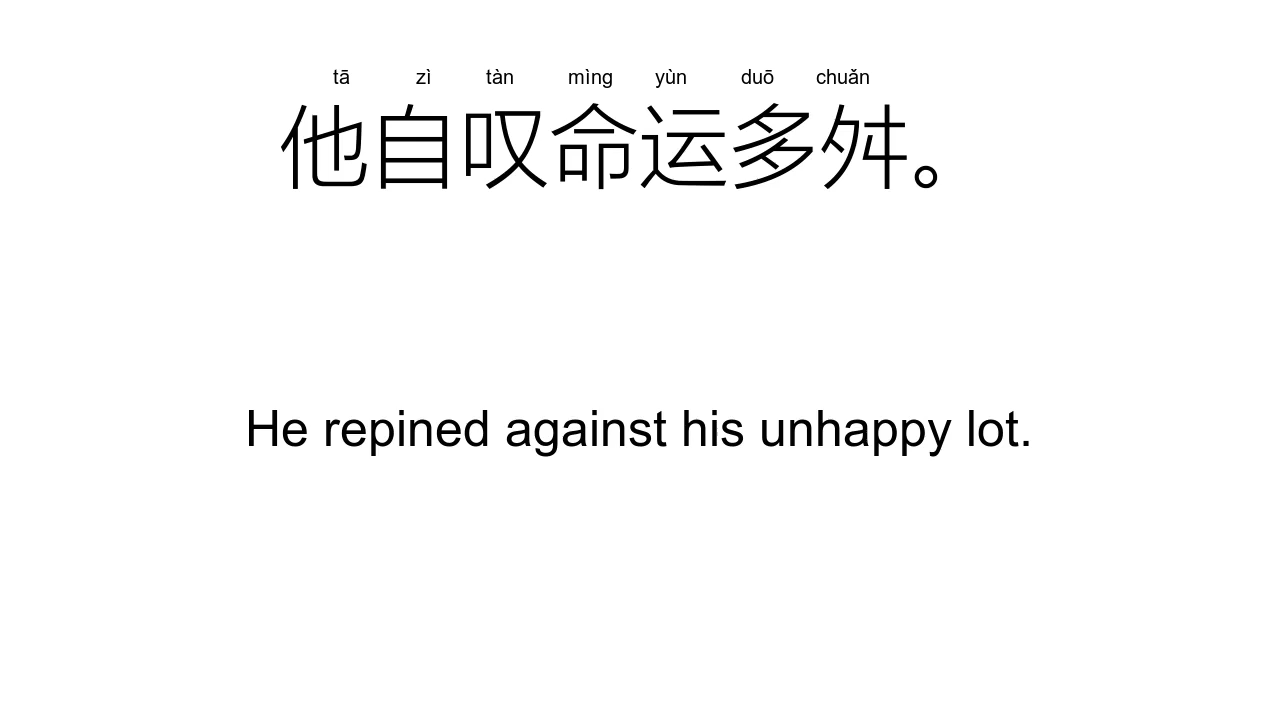 tā zì tàn mìng yùn duō chuǎn
他自叹命运多舛。
He repined against his unhappy lot.